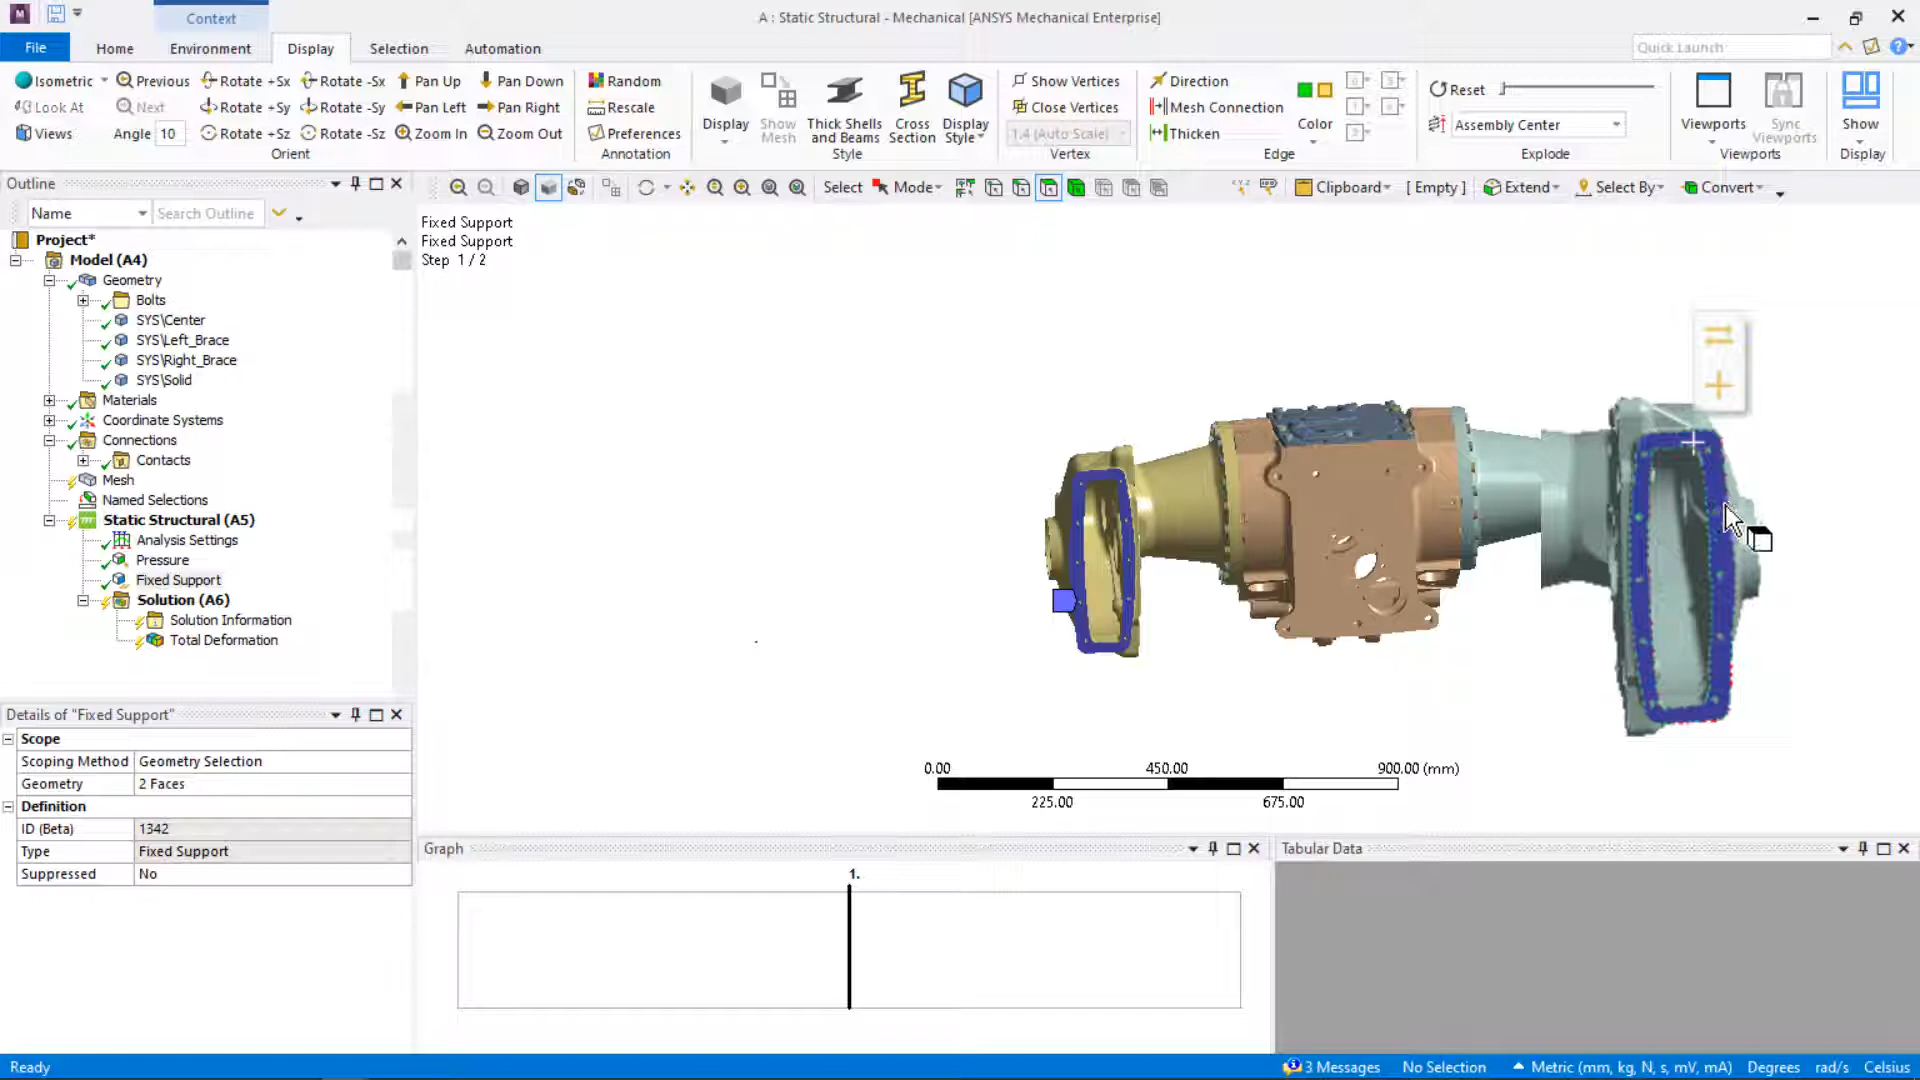 Context
A : Static Structural - Mechanical [ANSYS Mechanical Enterprise]
File Home Environment Display Selection Automation
Quick Launch
Isometric Previous Rotate +Sx Rotate -Sx Pan Up Pan Down Random Show Vertices Direction Reset
Look At Next Rotate +Sy Rotate -Sy Pan Left Pan Right Rescale Close Vertices Mesh Connection
Views Angle 10 Rotate +Sz Rotate -Sz Zoom In Zoom Out Preferences 1.4 (Auto Scale) Thicken Assembly Center
Display Show Mesh Thick Shells and Beams Cross Section Display Style Color Viewports Sync Viewports Show
Orient Annotation Style Vertex Edge Explode Viewports Display
Outline
Select Mode Clipboard [ Empty ] Extend Select By Convert
Name Search Outline
Fixed Support
Fixed Support
Step 1 / 2
Project*
Model (A4)
Geometry
Bolts
SYS\Center
SYS\Left_Brace
SYS\Right_Brace
SYS\Solid
Materials
Coordinate Systems
Connections
Contacts
Mesh
Named Selections
Static Structural (A5)
Analysis Settings
Pressure
Fixed Support
Solution (A6)
Solution Information
Total Deformation
0.00 450.00 900.00 (mm)
225.00 675.00
Details of "Fixed Support"
Scope
Scoping Method Geometry Selection
Geometry 2 Faces
Definition
ID (Beta) 1342
Type Fixed Support
Suppressed No
Graph
1.
Tabular Data
Ready
3 Messages No Selection Metric (mm, kg, N, s, mV, mA) Degrees rad/s Celsius